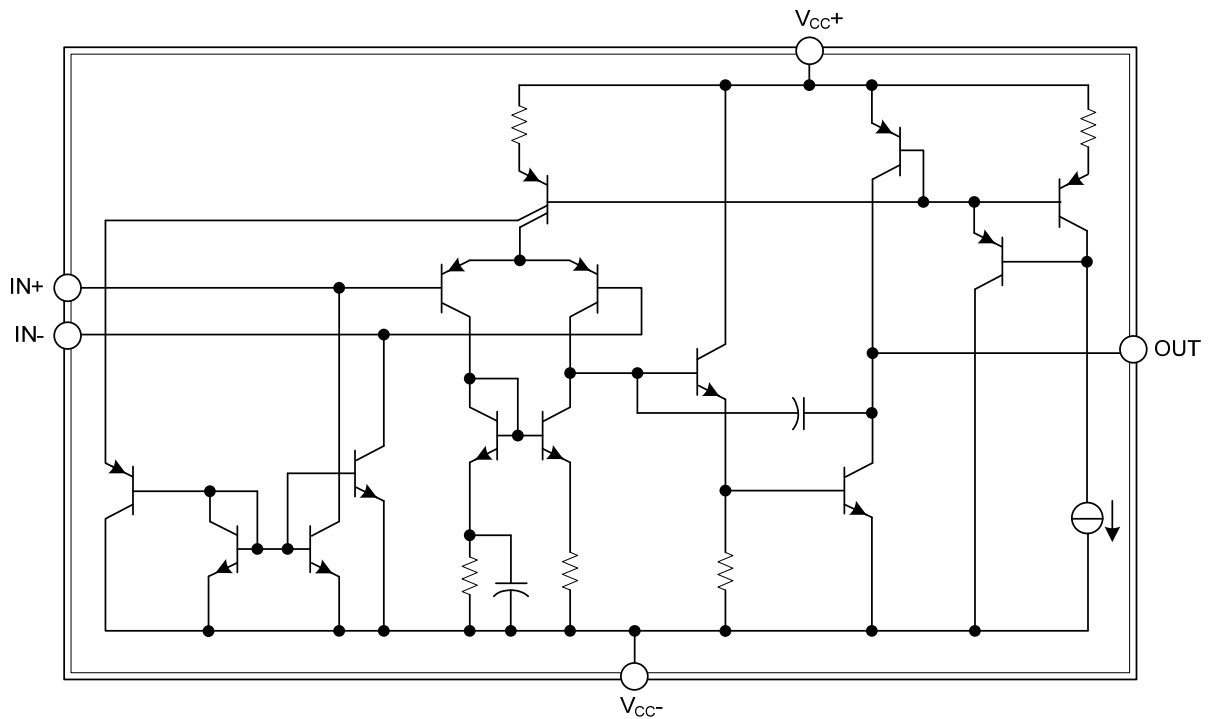 VCC+
IN+
IN-
OUT
VCC-